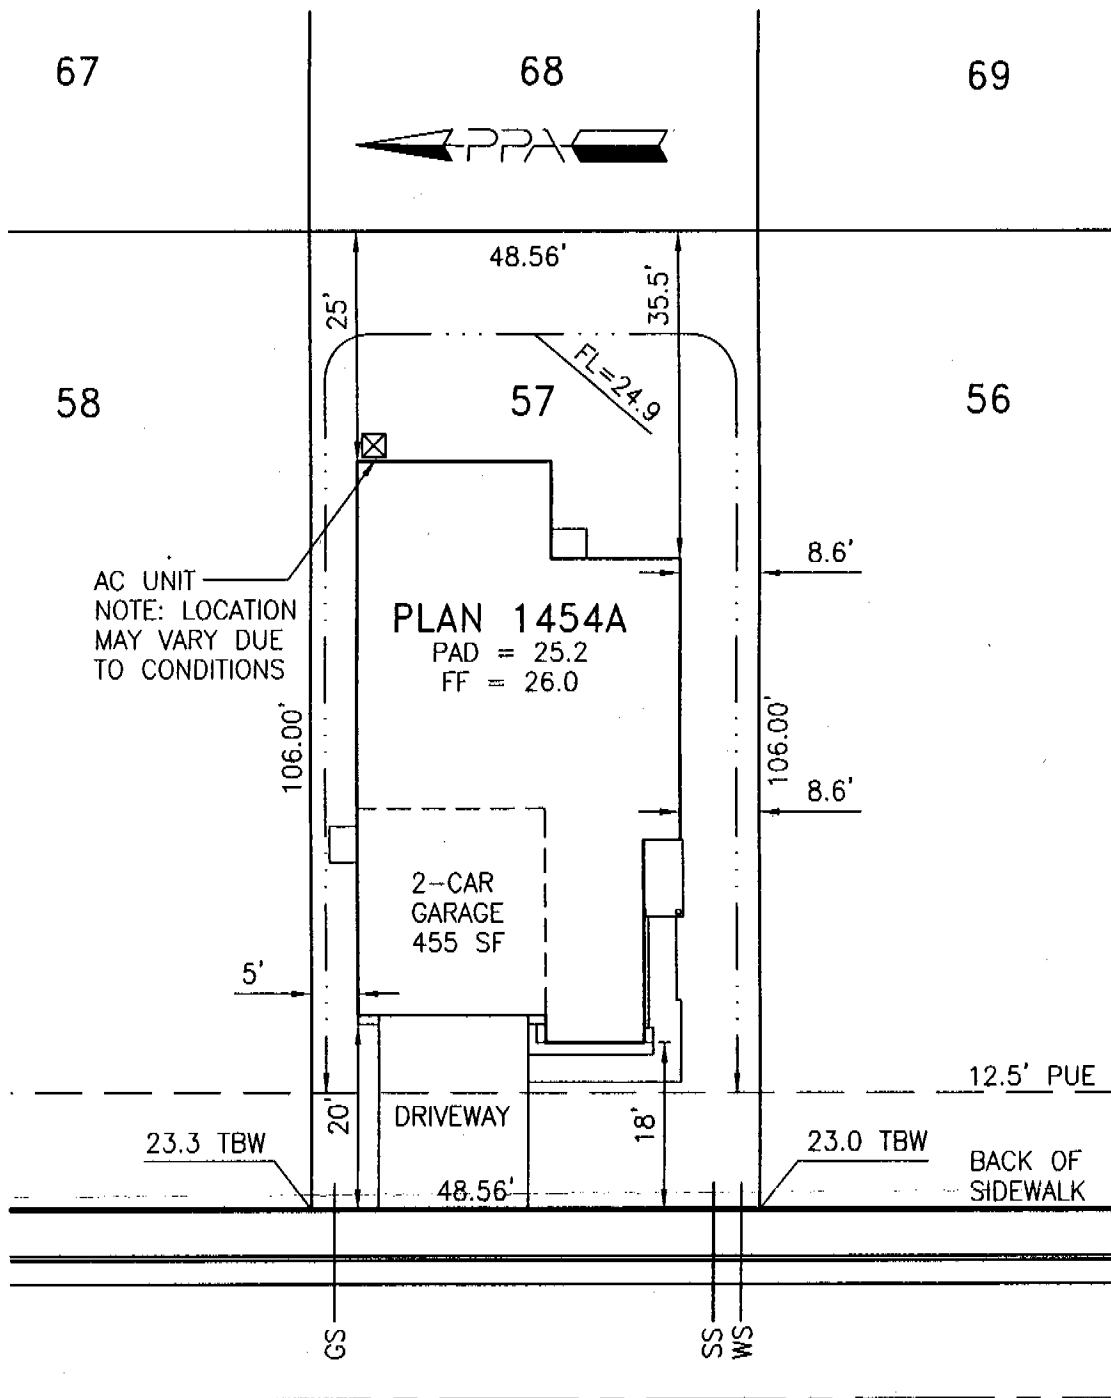 67
68
69
PPA
48.56'
25'
35.5'
FL=24.9
58
57
56
8.6'
AC UNIT
NOTE: LOCATION
MAY VARY DUE
TO CONDITIONS
PLAN 1454A
PAD = 25.2
FF = 26.0
106.00'
106.00'
8.6'
2-CAR
GARAGE
455 SF
5'
12.5' PUE
20'
DRIVEWAY
18'
23.3 TBW
23.0 TBW
BACK OF
SIDEWALK
48.56'
GS
SS
WS